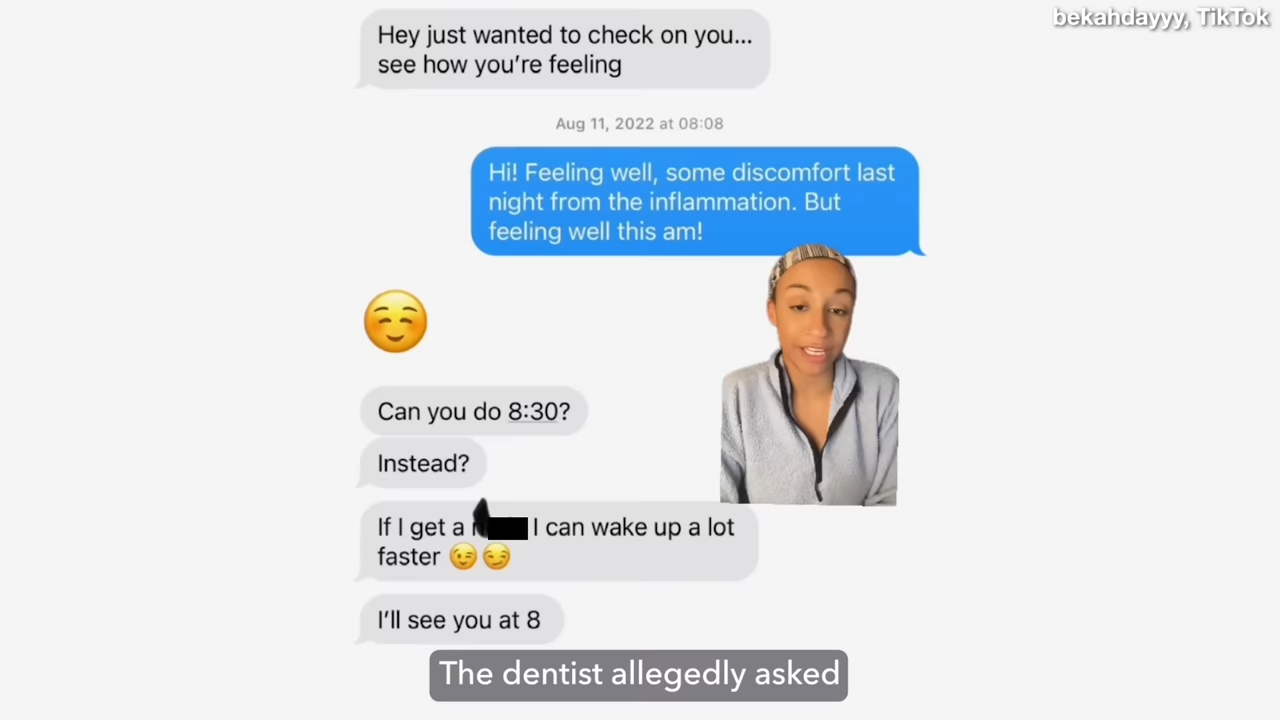 bekahdayyy, TikTok
Hey just wanted to check on you...
see how you're feeling
Aug 11, 2022 at 08:08
Hi! Feeling well, some discomfort last
night from the inflammation. But
feeling well this am!
Can you do 8:30?
Instead?
If I get a I can wake up a lot
faster 😉😏
I'll see you at 8
The dentist allegedly asked